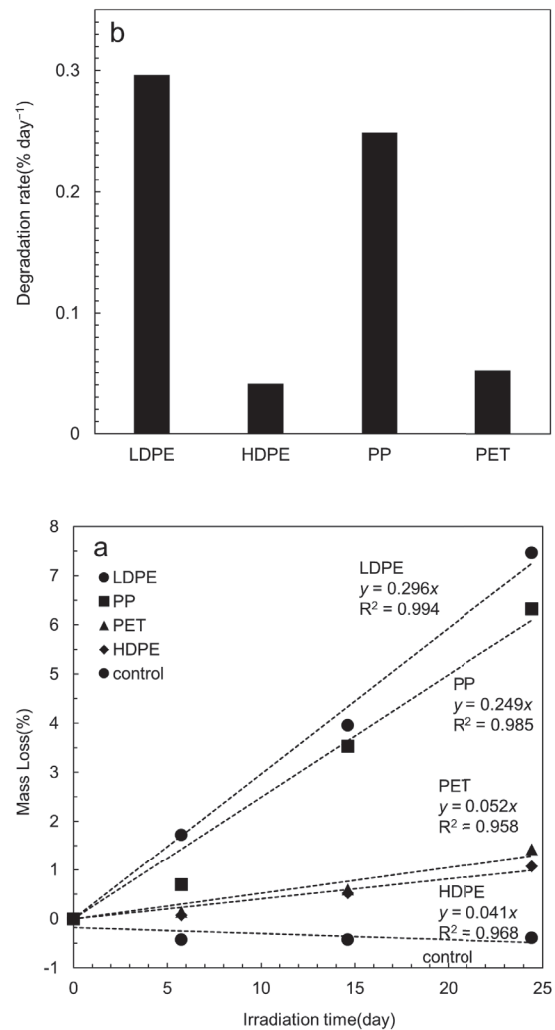 b
Degradation rate(% day⁻¹)
0.3
0.2
0.1
0
LDPE HDPE PP PET
a
Mass Loss(%)
8
7
6
5
4
3
2
1
0
-1
LDPE
PP
PET
HDPE
control
LDPE
y = 0.296x
R² = 0.994
PP
y = 0.249x
R² = 0.985
PET
y = 0.052x
R² = 0.958
HDPE
y = 0.041x
R² = 0.968
control
0 5 10 15 20 25
Irradiation time(day)